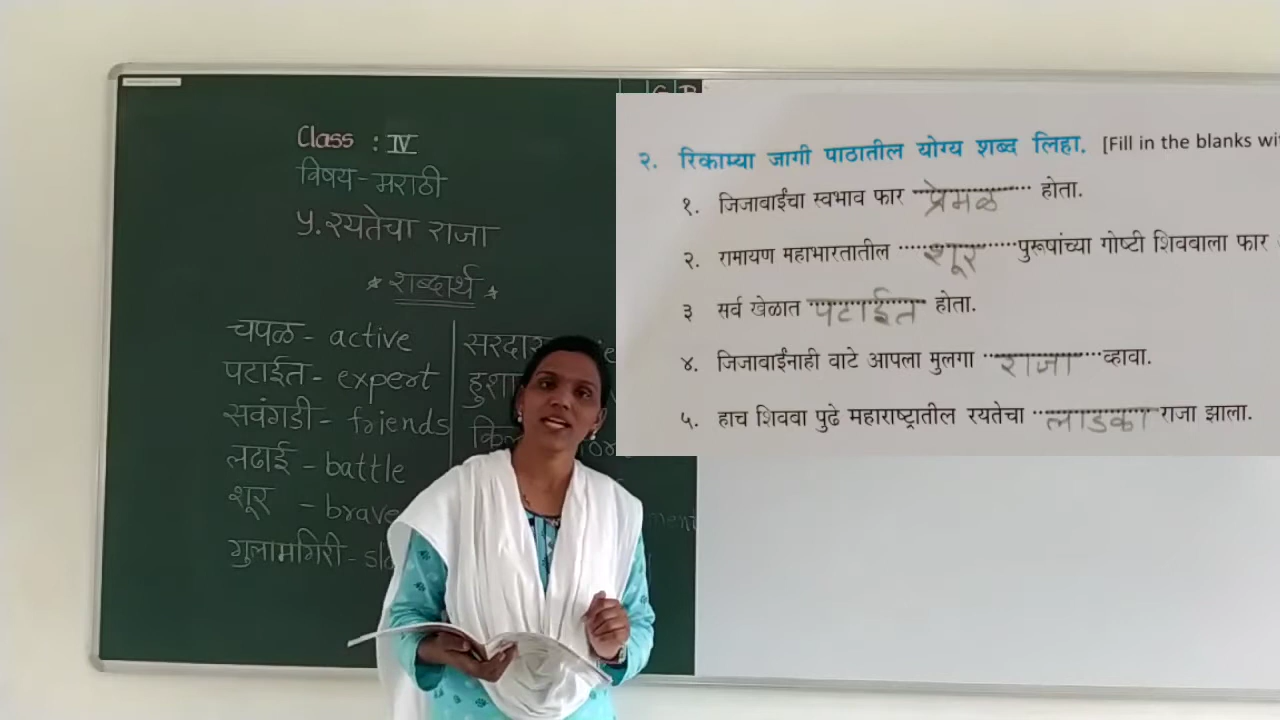 Class : IV
विषय - मराठी
५. रयतेचा राजा
* शब्दार्थ *
चपळ - active
पटाईत - expert
सवंगडी - friends
लढाई - battle
शूर - brave
गुलामगिरी -
२. रिकाम्या जागी पाठातील योग्य शब्द लिहा. [Fill in the blanks
१. जिजावाईंचा स्वभाव फार प्रेमळ होता.
२. रामायण महाभारतातील शूर पुरूषांच्या गोष्टी शिववाला फार
३ सर्व खेळात पटाईत होता.
४. जिजावाईंनाही वाटे आपला मुलगा राजा व्हावा.
५. हाच शिववा पुढे महाराष्ट्रातील रयतेचा लाडका राजा झाला.